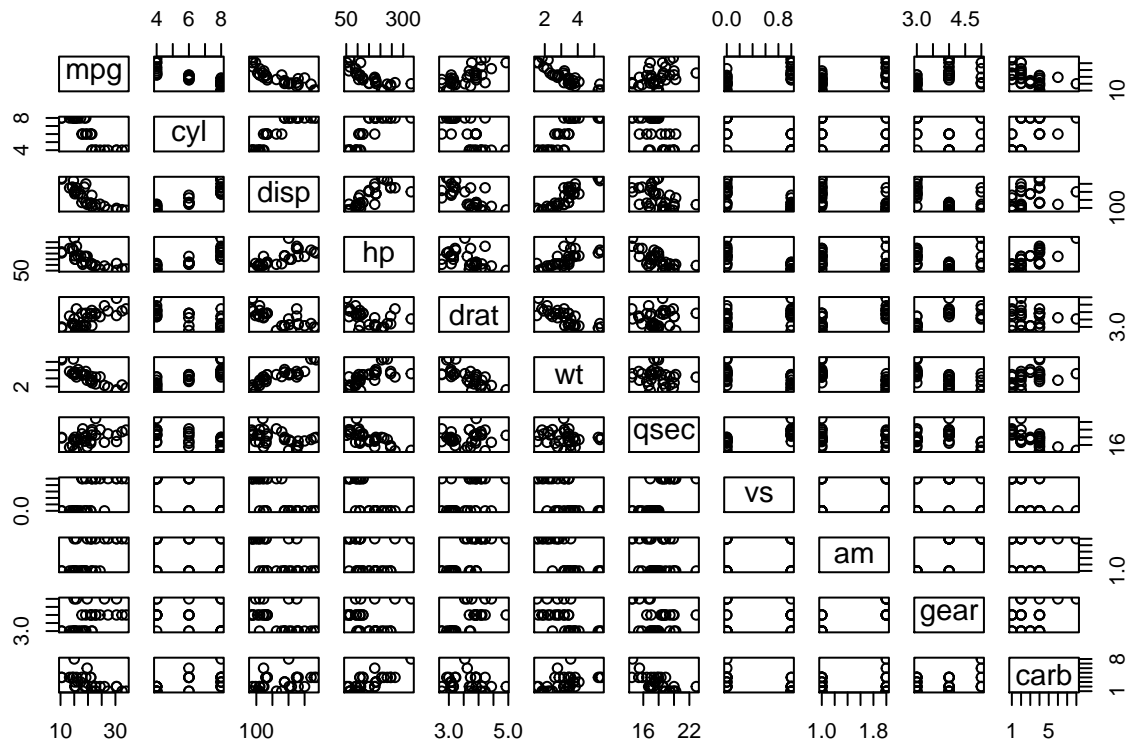 4 6 8 50 300 2 4 0.0 0.8 3.0 4.5
mpg 10
4 8 cyl
disp 100
50 hp
drat 3.0
2 wt
qsec 16
0.0 vs
am 1.0
3.0 gear
carb 1 8
10 30 100 3.0 5.0 16 22 1.0 1.8 1 5